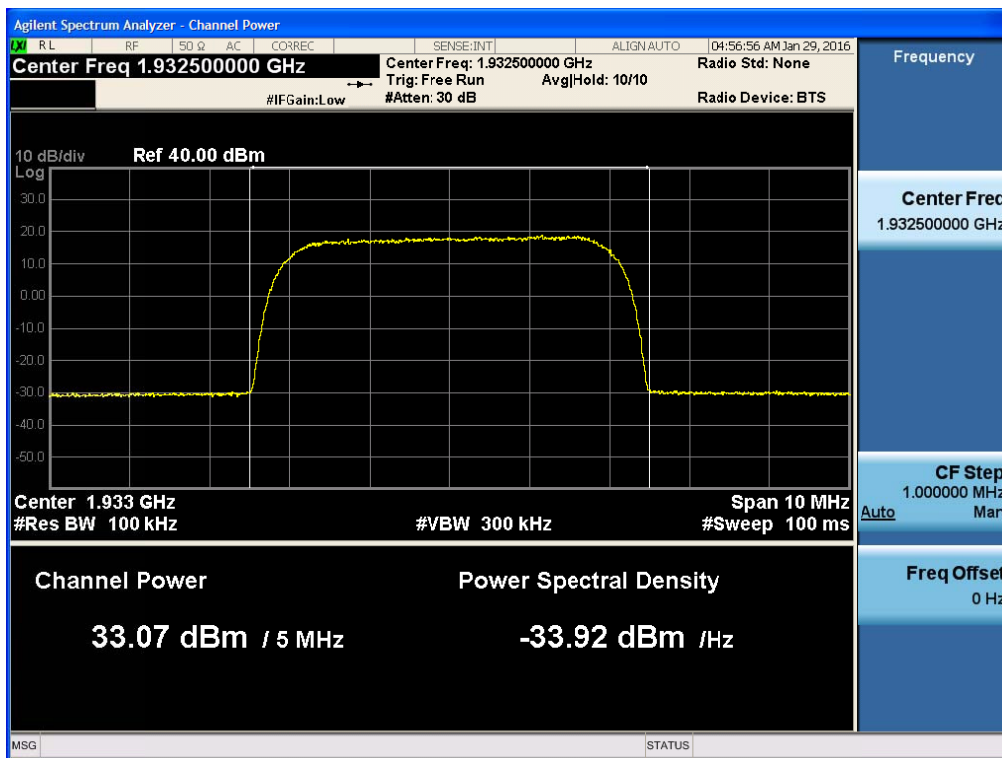 Agilent Spectrum Analyzer - Channel Power
LXI RL RF 50 Ω AC CORREC SENSE:INT ALIGN AUTO 04:56:56 AM Jan 29, 2016
Center Freq 1.932500000 GHz
Center Freq: 1.932500000 GHz Radio Std: None
Trig: Free Run Avg|Hold: 10/10
#IFGain:Low #Atten: 30 dB Radio Device: BTS
10 dB/div Ref 40.00 dBm
Log
30.0
20.0
10.0
0.00
-10.0
-20.0
-30.0
-40.0
-50.0
Center 1.933 GHz Span 10 MHz
#Res BW 100 kHz #VBW 300 kHz #Sweep 100 ms
Channel Power Power Spectral Density
33.07 dBm / 5 MHz -33.92 dBm /Hz
MSG STATUS
Frequency
Center Freq
1.932500000 GHz
CF Step
1.000000 MHz
Auto Man
Freq Offset
0 Hz